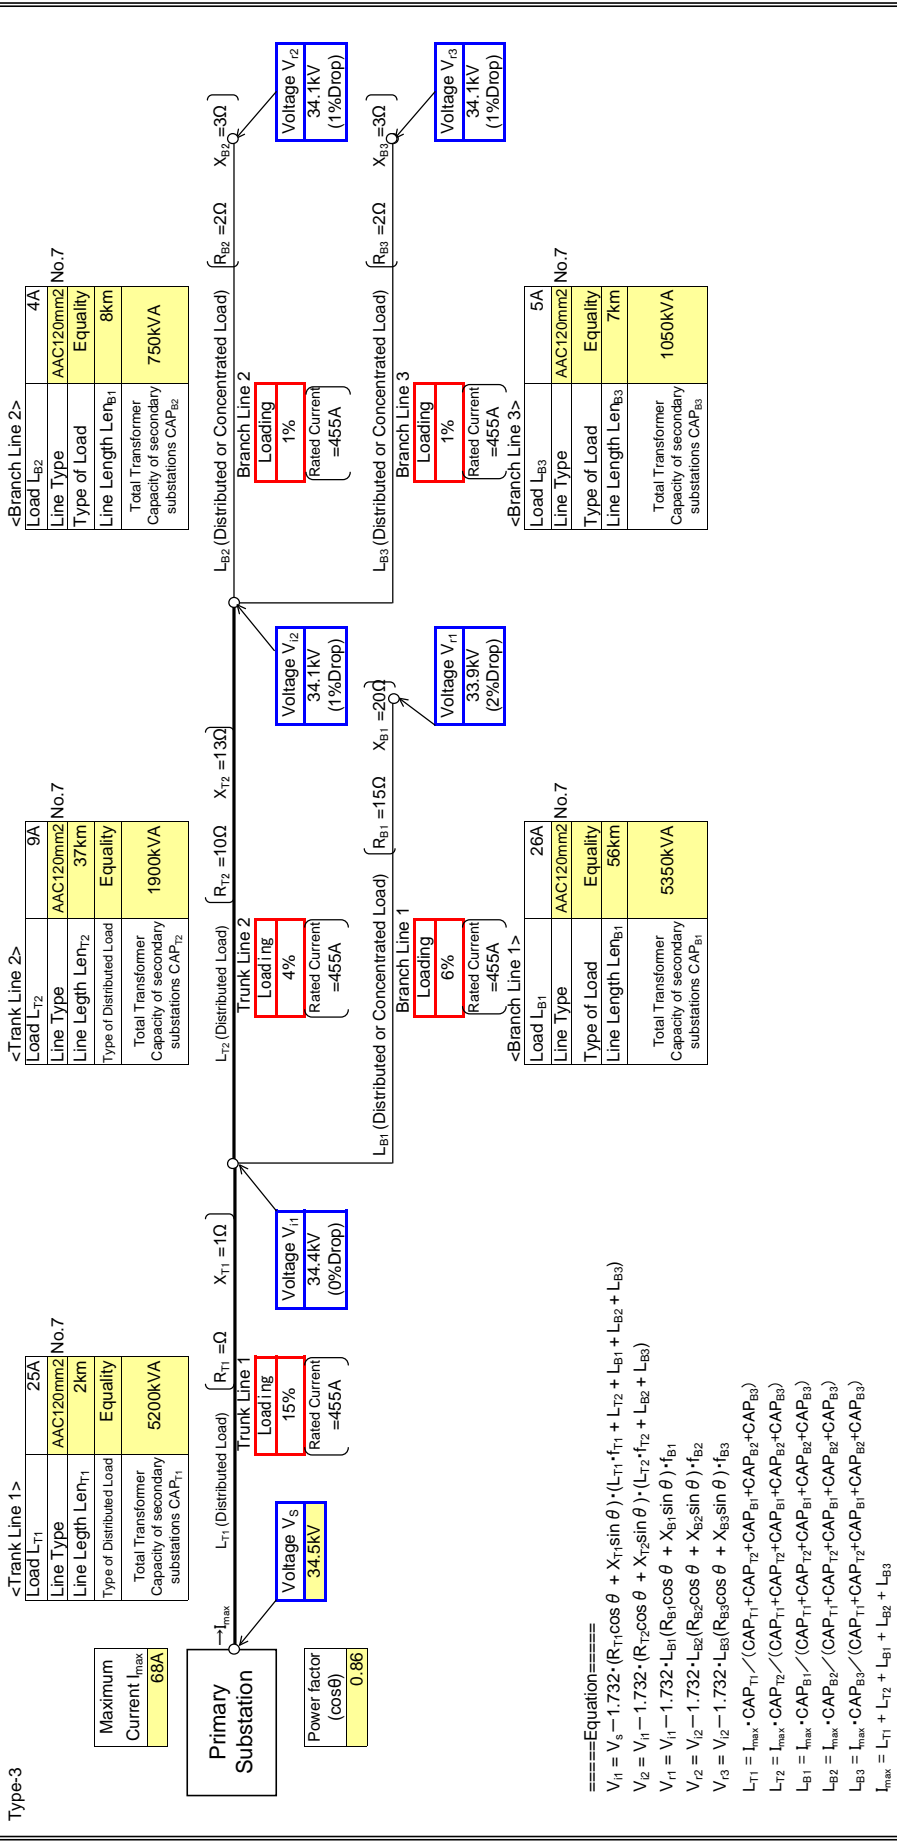 Type-3
Maximum
Current Imax
68A
Primary
Substation
Power factor
(cosθ)
0.86
→Imax
Voltage VS
34.5kV
<Trank Line 1>
Load LT1 25A
Line Type AAC120mm2 No.7
Line Legth LenT1 2km
Type of Distributed Load Equality
Total Transformer
Capacity of secondary
substations CAPT1
5200kVA
LT1 (Distributed Load)
RT1 =Ω
XT1 =1Ω
Trunk Line 1
Loading
15%
Rated Current
=455A
Voltage Vi1
34.4kV
(0%Drop)
<Trank Line 2>
Load LT2 9A
Line Type AAC120mm2 No.7
Line Legth LenT2 37km
Type of Distributed Load Equality
Total Transformer
Capacity of secondary
substations CAPT2
1900kVA
LT2 (Distributed Load)
RT2 =10Ω
XT2 =13Ω
Trunk Line 2
Loading
4%
Rated Current
=455A
Voltage Vi2
34.1kV
(1%Drop)
LB1 (Distributed or Concentrated Load)
RB1 =15Ω
XB1 =20Ω
Branch Line 1
Loading
6%
Rated Current
=455A
Voltage Vr1
33.9kV
(2%Drop)
<Branch Line 1>
Load LB1 26A
Line Type AAC120mm2 No.7
Type of Load Equality
Line Length LenB1 56km
Total Transformer
Capacity of secondary
substations CAPB1
5350kVA
<Branch Line 2>
Load LB2 4A
Line Type AAC120mm2 No.7
Type of Load Equality
Line Length LenB1 8km
Total Transformer
Capacity of secondary
substations CAPB2
750kVA
LB2 (Distributed or Concentrated Load)
RB2 =2Ω
XB2 =3Ω
Branch Line 2
Loading
1%
Rated Current
=455A
Voltage Vr2
34.1kV
(1%Drop)
LB3 (Distributed or Concentrated Load)
RB3 =2Ω
XB3 =3Ω
Branch Line 3
Loading
1%
Rated Current
=455A
Voltage Vr3
34.1kV
(1%Drop)
<Branch Line 3>
Load LB3 5A
Line Type AAC120mm2 No.7
Type of Load Equality
Line Length LenB3 7km
Total Transformer
Capacity of secondary
substations CAPB3
1050kVA
=====Equation=====
Vi1 = Vs−1.732・(RT1cos θ + XT1sin θ)・(LT1・fT1 + LT2 + LB1 + LB2 + LB3)
Vi2 = Vi1−1.732・(RT2cos θ + XT2sin θ)・(LT2・fT2 + LB2 + LB3)
Vr1 = Vi1−1.732・LB1(RB1cos θ + XB1sin θ)・fB1
Vr2 = Vi2−1.732・LB2(RB2cos θ + XB2sin θ)・fB2
Vr3 = Vi2−1.732・LB3(RB3cos θ + XB3sin θ)・fB3
LT1 = Imax・CAPT1／(CAPT1+CAPT2+CAPB1+CAPB2+CAPB3)
LT2 = Imax・CAPT2／(CAPT1+CAPT2+CAPB1+CAPB2+CAPB3)
LB1 = Imax・CAPB1／(CAPT1+CAPT2+CAPB1+CAPB2+CAPB3)
LB2 = Imax・CAPB2／(CAPT1+CAPT2+CAPB1+CAPB2+CAPB3)
LB3 = Imax・CAPB3／(CAPT1+CAPT2+CAPB1+CAPB2+CAPB3)
Imax = LT1 + LT2 + LB1 + LB2 + LB3